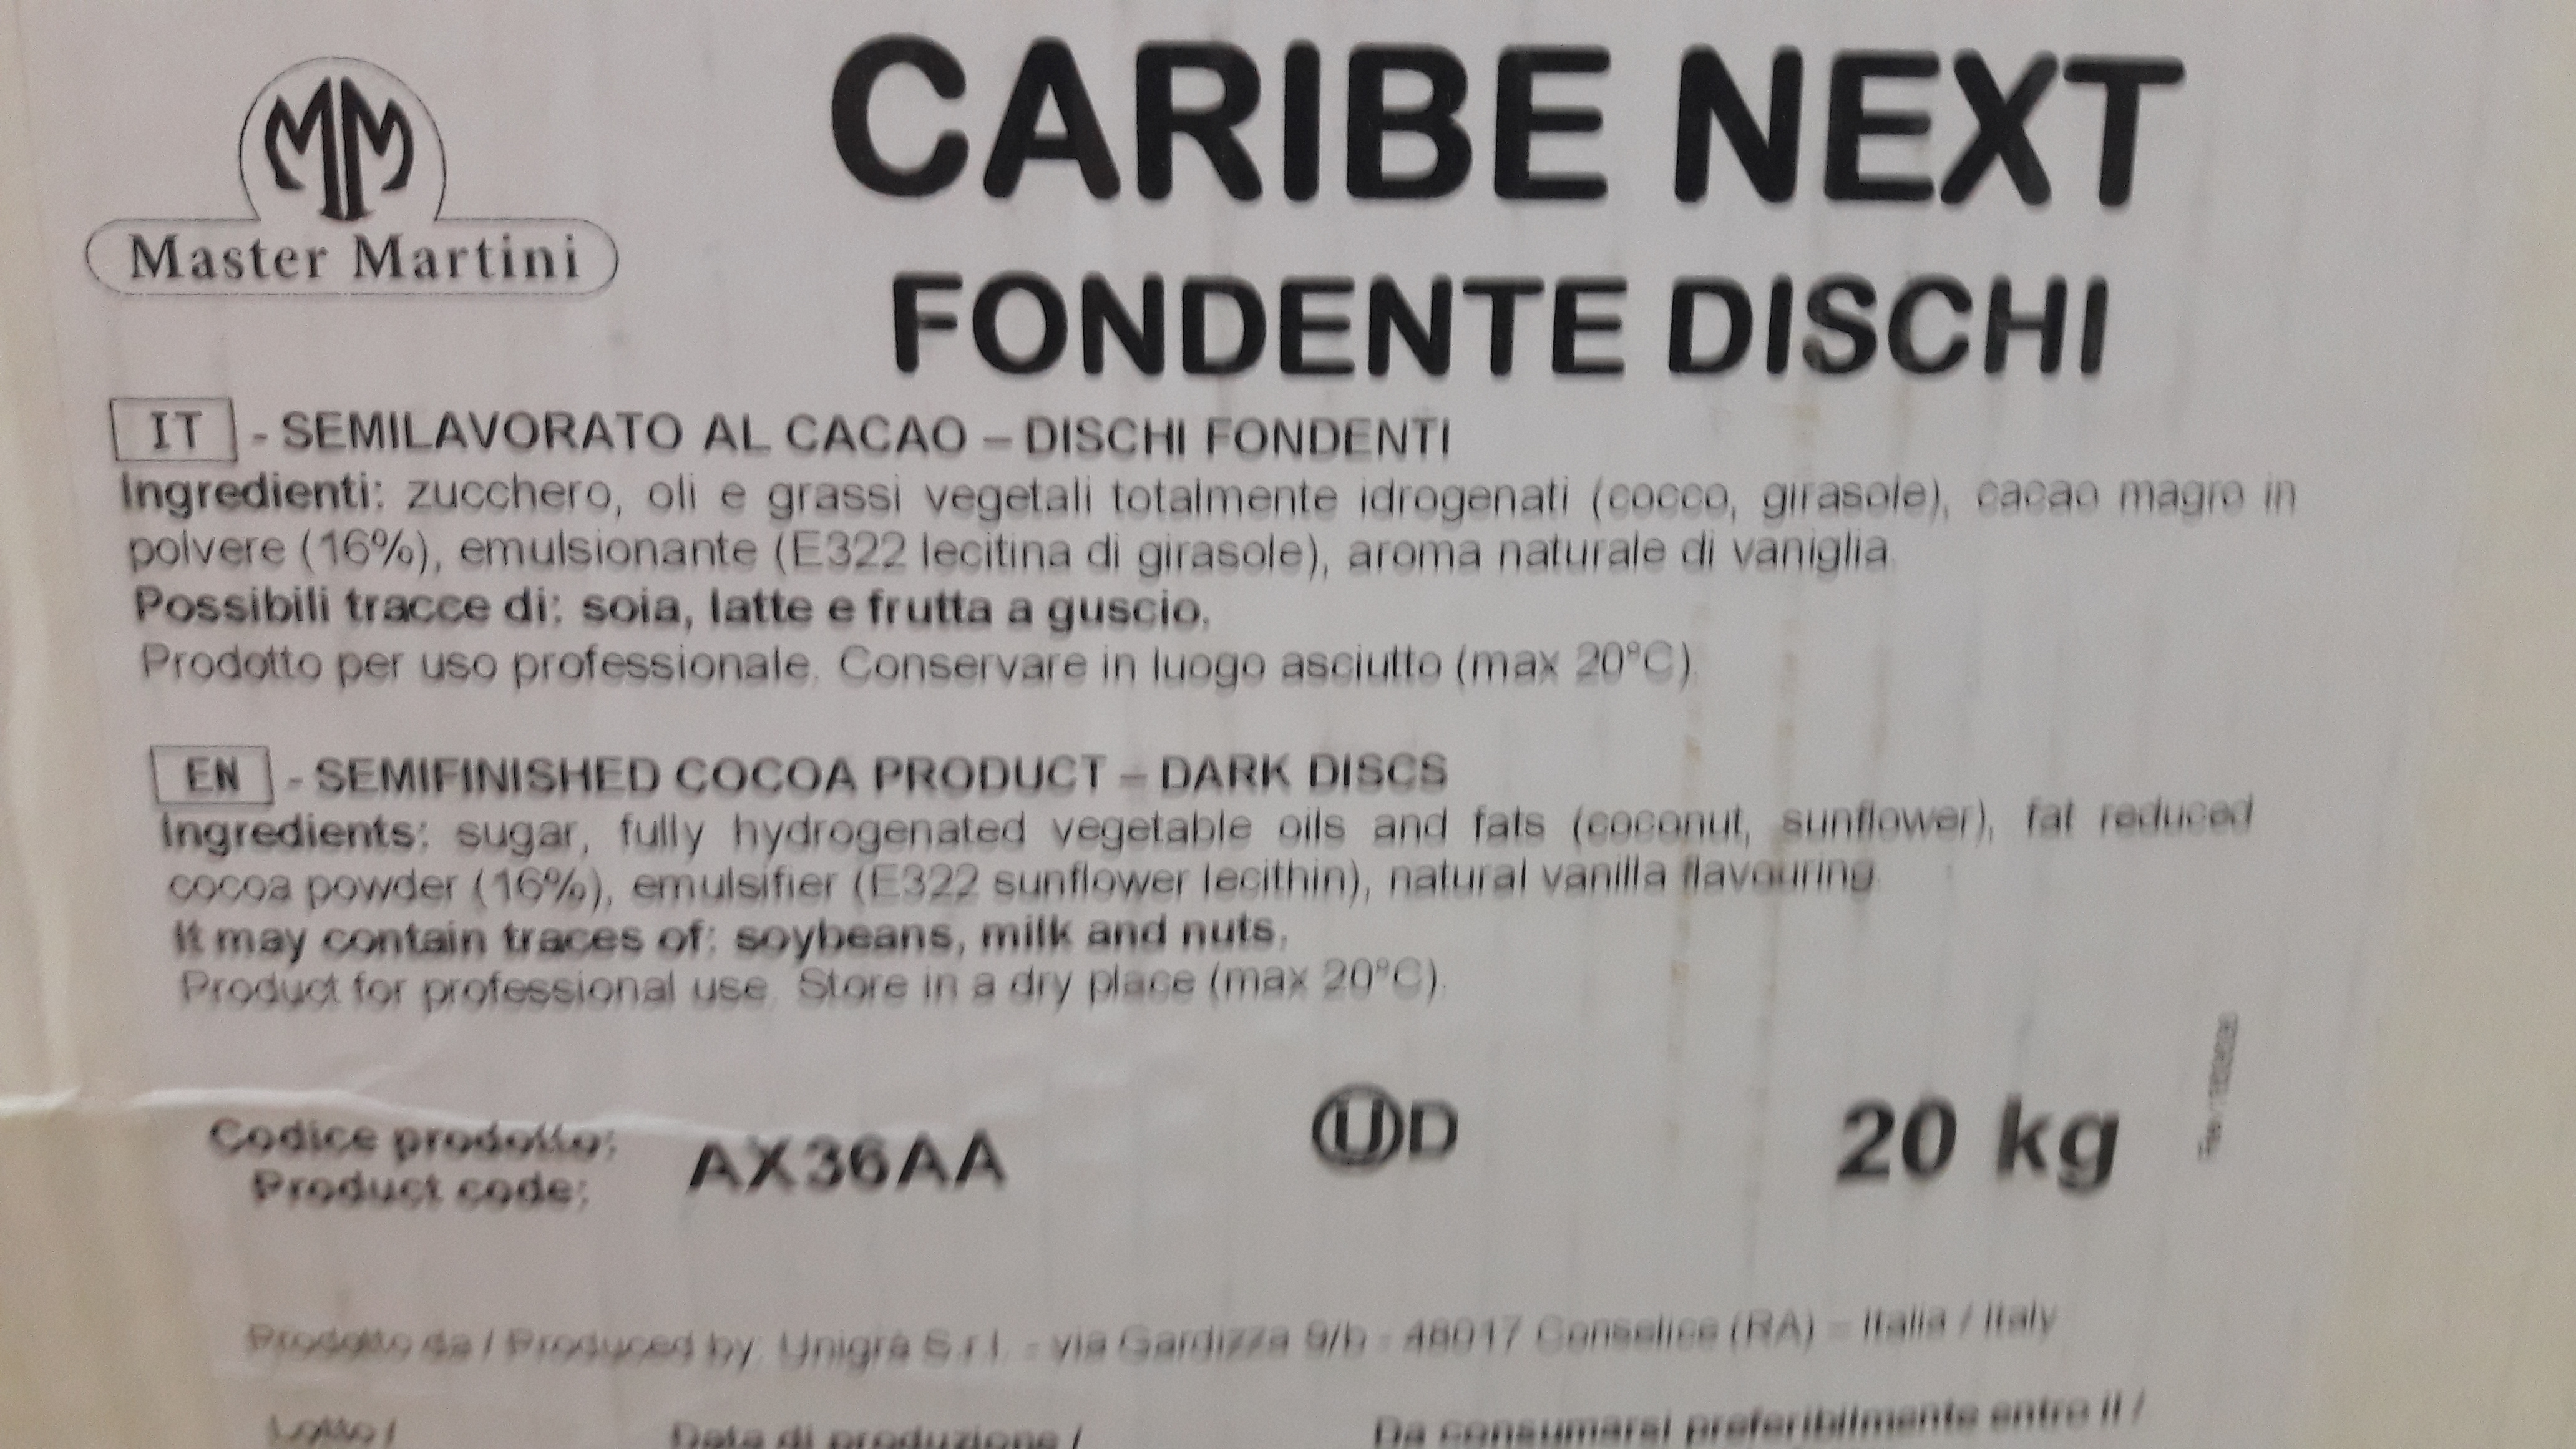 CARIBE NEXT
FONDENTE DISCHI
MM
Master Martini
IT - SEMILAVORATO AL CACAO – DISCHI FONDENTI
Ingredienti: zucchero, oli e grassi vegetali totalmente idrogenati (cocco, girasole), cacao magro in
polvere (16%), emulsionante (E322 lecitina di girasole), aroma naturale di vaniglia.
Possibili tracce di: soia, latte e frutta a guscio.
Prodotto per uso professionale. Conservare in luogo asciutto (max 20°C).
EN - SEMIFINISHED COCOA PRODUCT – DARK DISCS
Ingredients: sugar, fully hydrogenated vegetable oils and fats (coconut, sunflower), fat reduced
cocoa powder (16%), emulsifier (E322 sunflower lecithin), natural vanilla flavouring.
It may contain traces of: soybeans, milk and nuts.
Product for professional use. Store in a dry place (max 20°C).
Codice prodotto:
Product code:
AX36AA
UD
20 kg
Prodotto da / Produced by: Unigrà S.r.l. - via Gardizza 9/b - 48017 Conselice (RA) – Italia / Italy
Lotto /
Data di produzione /
Da consumarsi preferibilmente entro il /